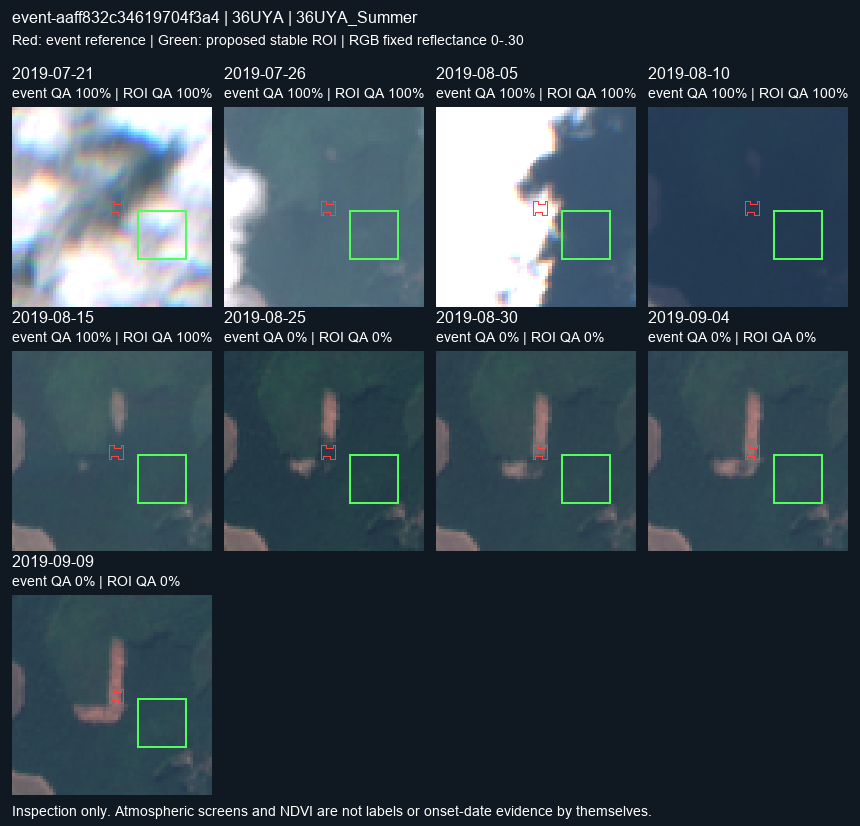 event-aaff832c34619704f3a4 | 36UYA | 36UYA_Summer
Red: event reference | Green: proposed stable ROI | RGB fixed reflectance 0-.30
2019-07-21
event QA 100% | ROI QA 100%
2019-07-26
event QA 100% | ROI QA 100%
2019-08-05
event QA 100% | ROI QA 100%
2019-08-10
event QA 100% | ROI QA 100%
2019-08-15
event QA 100% | ROI QA 100%
2019-08-25
event QA 0% | ROI QA 0%
2019-08-30
event QA 0% | ROI QA 0%
2019-09-04
event QA 0% | ROI QA 0%
2019-09-09
event QA 0% | ROI QA 0%
Inspection only. Atmospheric screens and NDVI are not labels or onset-date evidence by themselves.